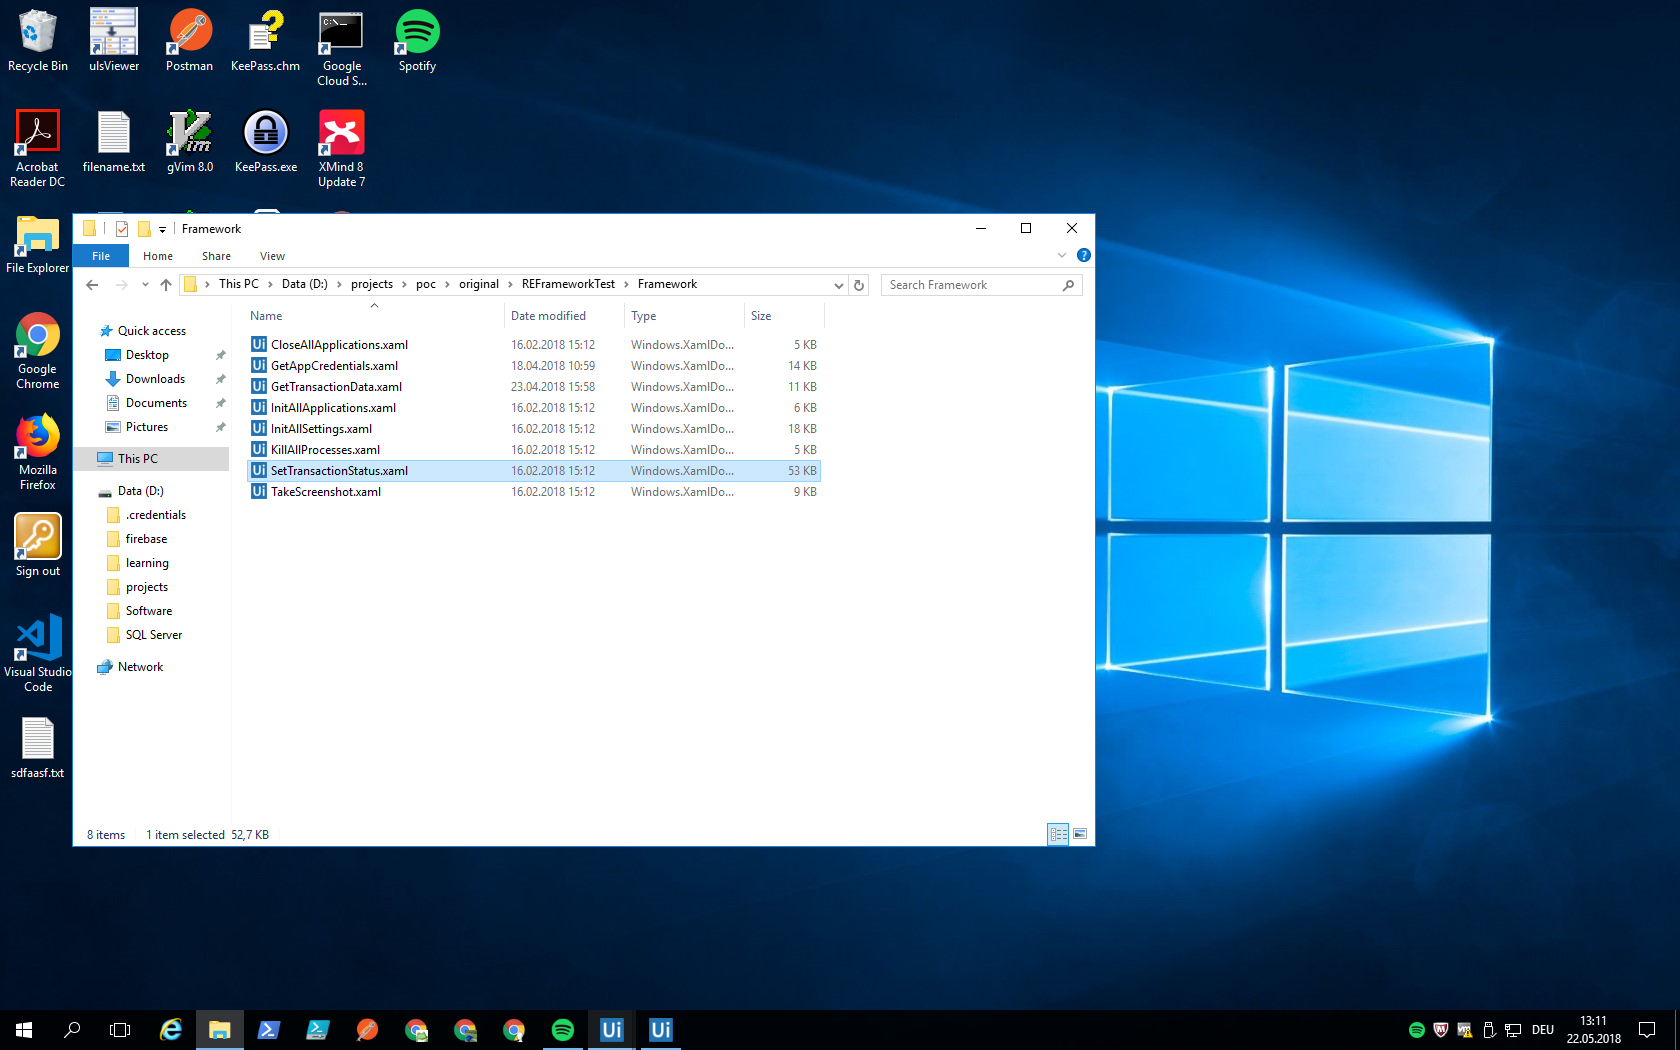 Recycle Bin
ulsViewer
Postman
KeePass.chm
Google
Cloud S...
Spotify
Acrobat
Reader DC
filename.txt
gVim 8.0
KeePass.exe
XMind 8
Update 7
File Explorer
Google
Chrome
Mozilla
Firefox
Sign out
Visual Studio
Code
sdfaasf.txt
Framework
File Home Share View
This PC > Data (D:) > projects > poc > original > REFrameworkTest > Framework
Search Framework
Quick access
Desktop
Downloads
Documents
Pictures
This PC
Data (D:)
.credentials
firebase
learning
projects
Software
SQL Server
Network
Name Date modified Type Size
CloseAllApplications.xaml 16.02.2018 15:12 Windows.XamlDo... 5 KB
GetAppCredentials.xaml 18.04.2018 10:59 Windows.XamlDo... 14 KB
GetTransactionData.xaml 23.04.2018 15:58 Windows.XamlDo... 11 KB
InitAllApplications.xaml 16.02.2018 15:12 Windows.XamlDo... 6 KB
InitAllSettings.xaml 16.02.2018 15:12 Windows.XamlDo... 18 KB
KillAllProcesses.xaml 16.02.2018 15:12 Windows.XamlDo... 5 KB
SetTransactionStatus.xaml 16.02.2018 15:12 Windows.XamlDo... 53 KB
TakeScreenshot.xaml 16.02.2018 15:12 Windows.XamlDo... 9 KB
8 items 1 item selected 52,7 KB
Ui Ui
DEU
13:11
22.05.2018